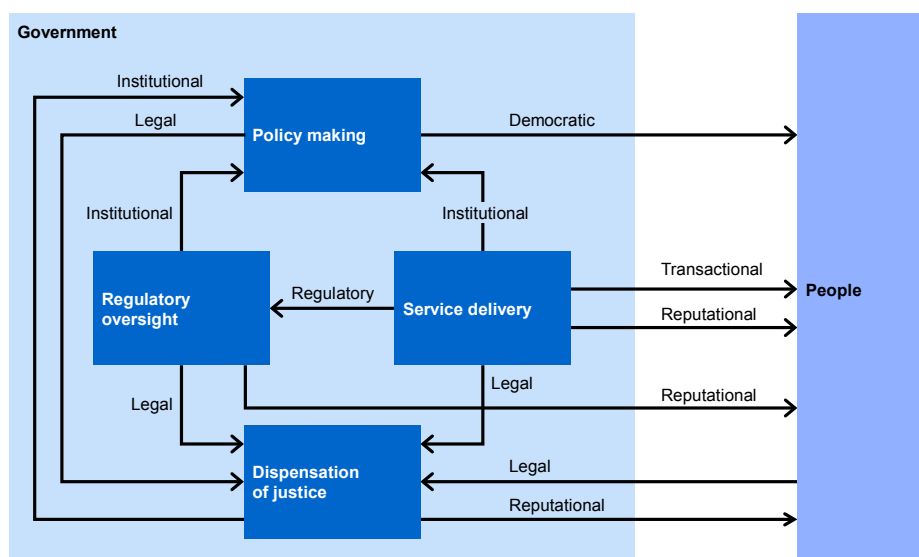 Government
Institutional
Legal
Policy making
Democratic
Institutional
Institutional
Transactional
Regulatory
oversight
Regulatory
Service delivery
People
Reputational
Legal
Legal
Reputational
Dispensation
of justice
Legal
Reputational